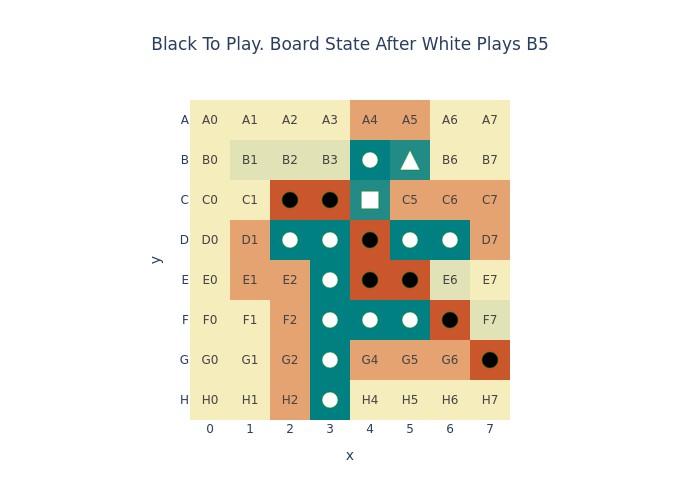 Black To Play. Board State After White Plays B5
A A0 A1 A2 A3 A4 A5 A6 A7
B B0 B1 B2 B3 B6 B7
C C0 C1 C5 C6 C7
D D0 D1 D7
y
E E0 E1 E2 E6 E7
F F0 F1 F2 F7
G G0 G1 G2 G4 G5 G6
H H0 H1 H2 H4 H5 H6 H7
0 1 2 3 4 5 6 7
x